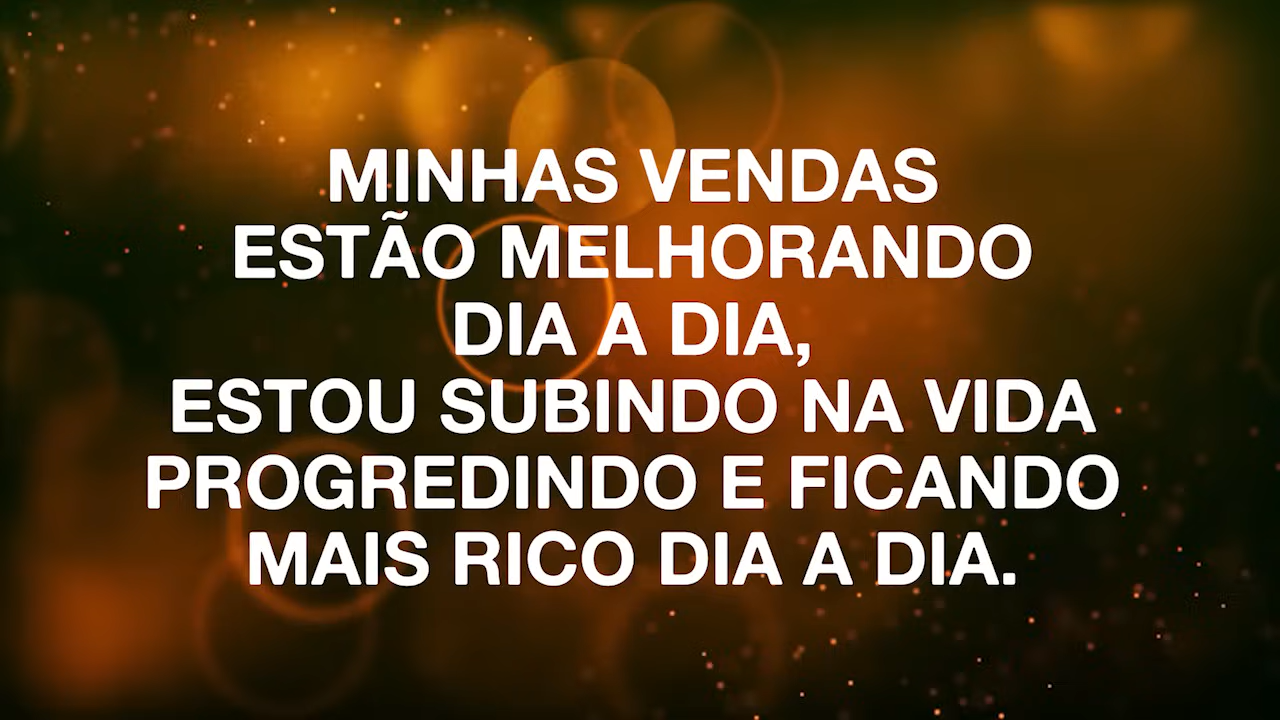 MINHAS VENDAS
ESTÃO MELHORANDO
DIA A DIA,
ESTOU SUBINDO NA VIDA
PROGREDINDO E FICANDO
MAIS RICO DIA A DIA.